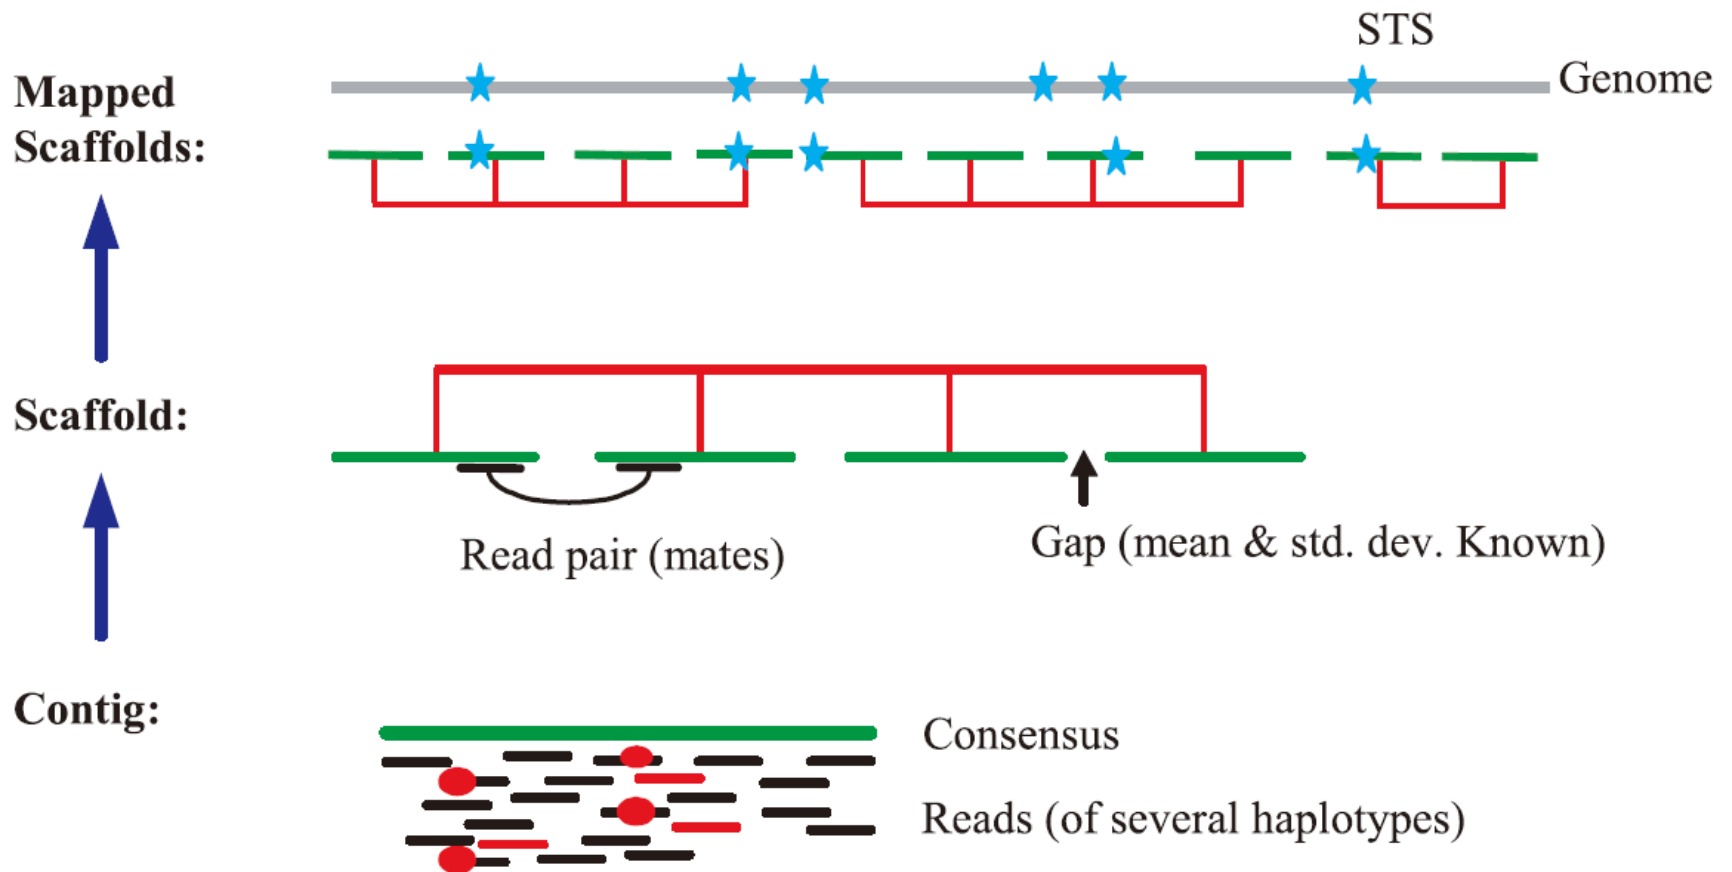 STS
Genome
Mapped
Scaffolds:
Scaffold:
Read pair (mates)
Gap (mean & std. dev. Known)
Contig:
Consensus
Reads (of several haplotypes)